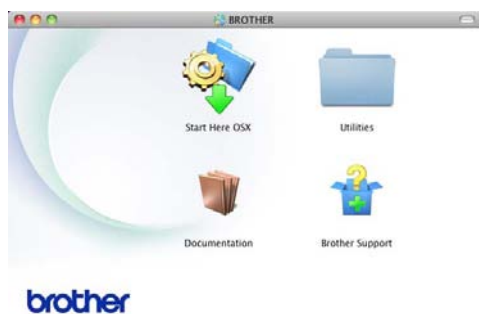 BROTHER
Start Here OSX
Utilities
Documentation
Brother Support
brother